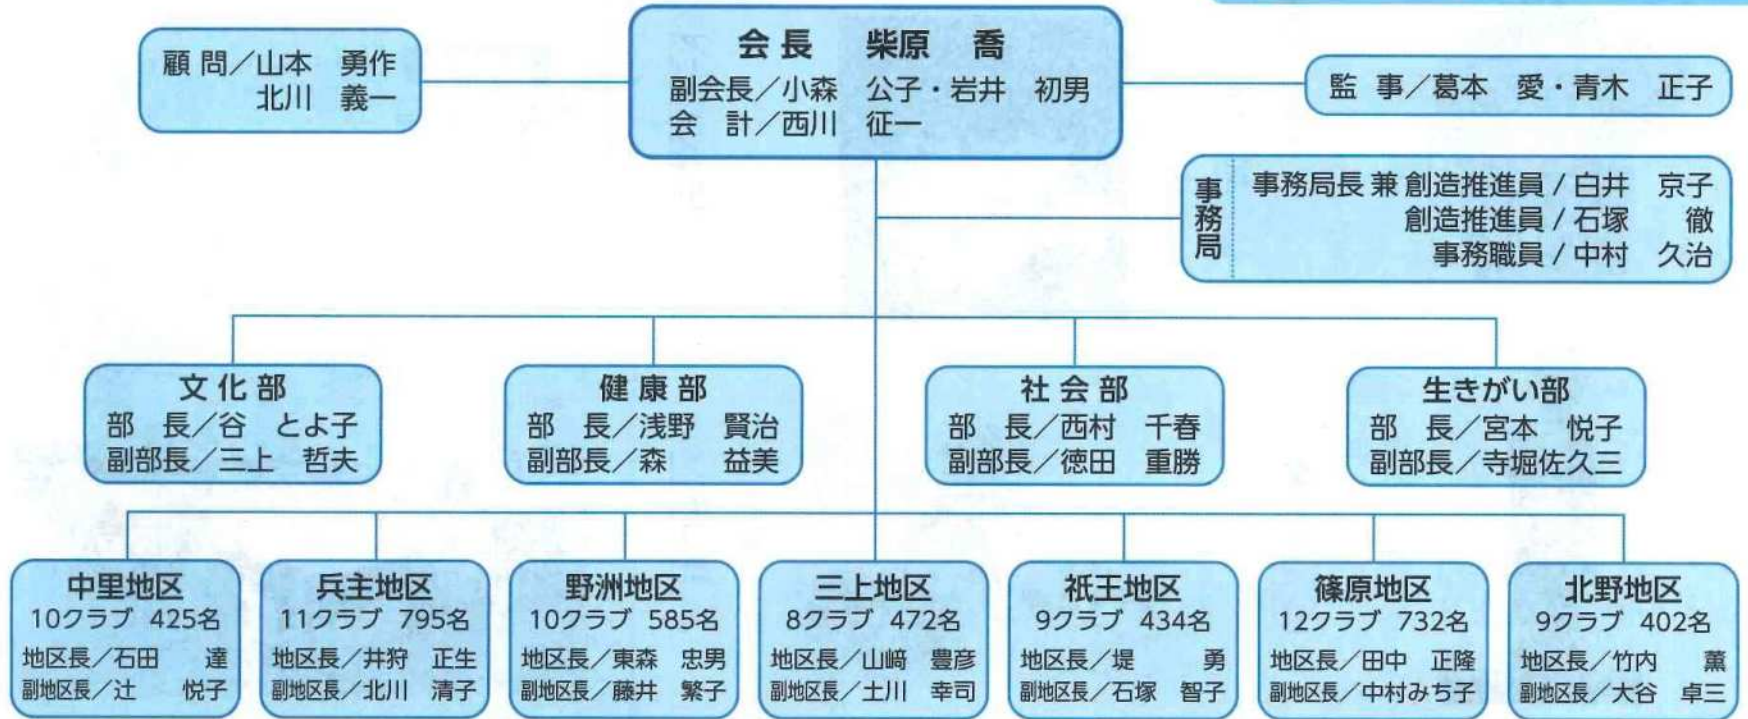 会長　柴原　喬
副会長／小森　公子・岩井　初男
会　計／西川　征一
顧 問／山本　勇作
北川　義一
監　事／葛本　愛・青木　正子
事務局
事務局長 兼 創造推進員 / 白井　京子
創造推進員 / 石塚　　徹
事務職員 / 中村　久治
文化部
部　長／谷　とよ子
副部長／三上　哲夫
健康部
部　長／浅野　賢治
副部長／森　　益美
社会部
部　長／西村　千春
副部長／徳田　重勝
生きがい部
部　長／宮本　悦子
副部長／寺堀佐久三
中里地区
10クラブ 425名
地区長／石田　　達
副地区長／辻　　悦子
兵主地区
11クラブ 795名
地区長／井狩　正生
副地区長／北川　清子
野洲地区
10クラブ 585名
地区長／東森　忠男
副地区長／藤井　繁子
三上地区
8クラブ 472名
地区長／山﨑　豊彦
副地区長／土川　幸司
祇王地区
9クラブ 434名
地区長／堤　　勇
副地区長／石塚　智子
篠原地区
12クラブ 732名
地区長／田中　正隆
副地区長／中村みち子
北野地区
9クラブ 402名
地区長／竹内　　薫
副地区長／大谷　卓三